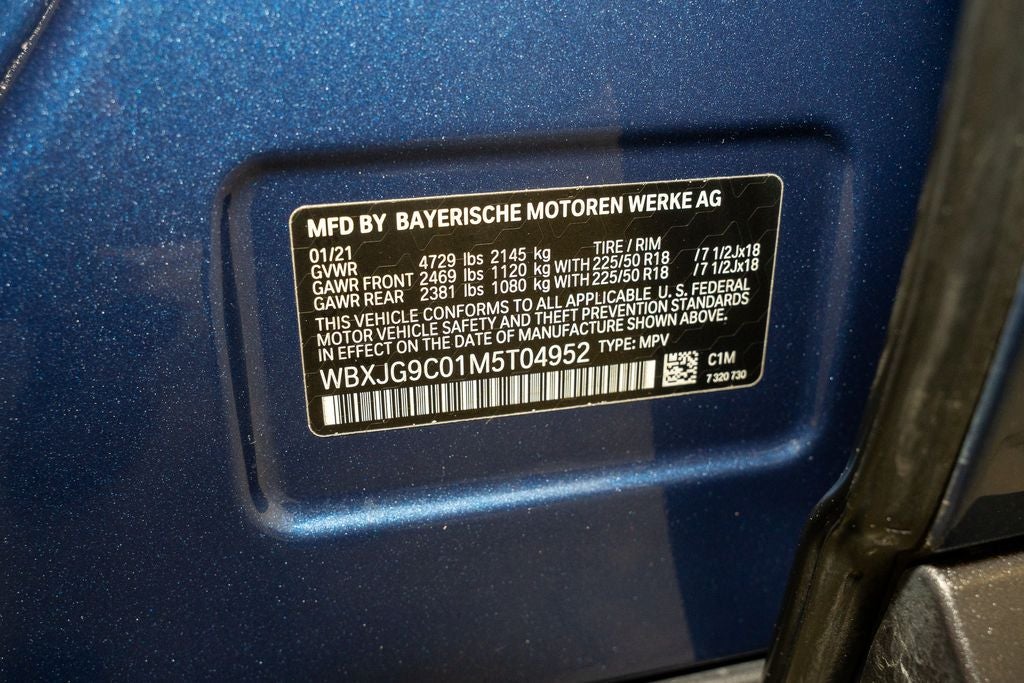 MFD BY BAYERISCHE MOTOREN WERKE AG
01/21 TIRE / RIM
GVWR 4729 lbs 2145 kg
GAWR FRONT 2469 lbs 1120 kg WITH 225/50 R18 /7 1/2Jx18
GAWR REAR 2381 lbs 1080 kg WITH 225/50 R18 /7 1/2Jx18
THIS VEHICLE CONFORMS TO ALL APPLICABLE U. S. FEDERAL
MOTOR VEHICLE SAFETY AND THEFT PREVENTION STANDARDS
IN EFFECT ON THE DATE OF MANUFACTURE SHOWN ABOVE.
WBXJG9C01M5T04952 TYPE: MPV
C1M
7 320 730